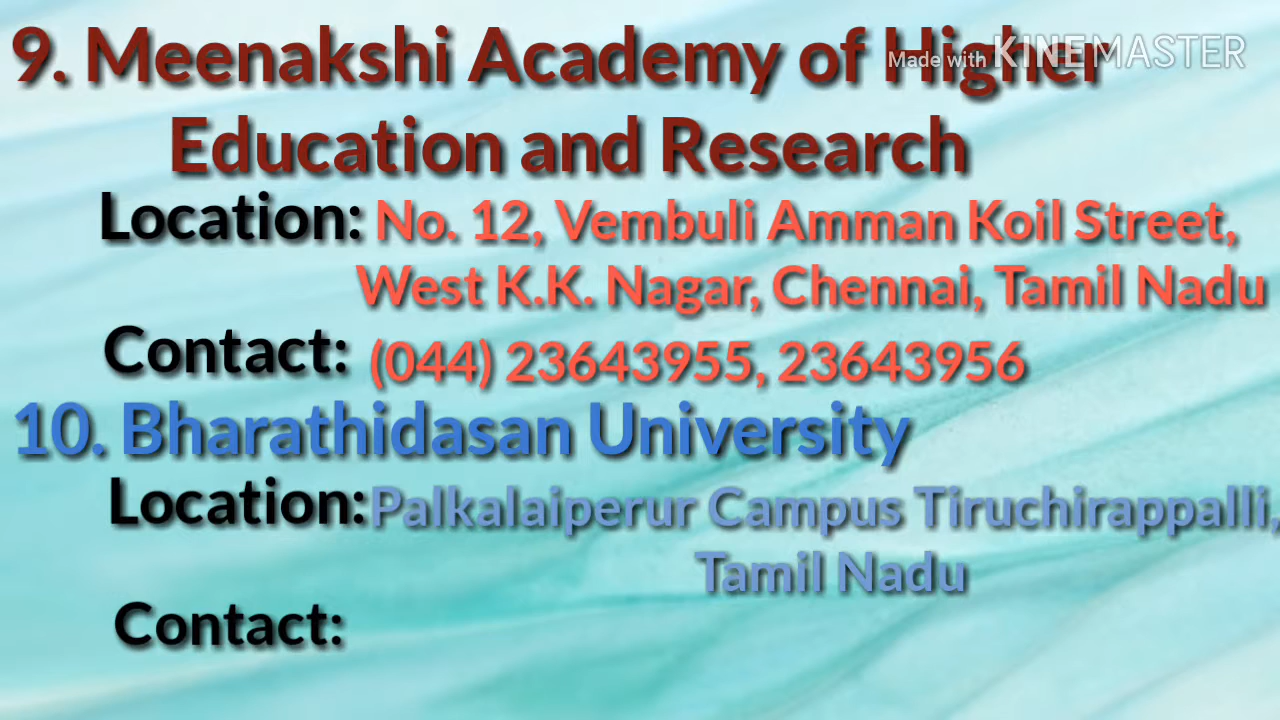 9. Meenakshi Academy of Higher
Made with KINEMASTER
Education and Research
Location: No. 12, Vembuli Amman Koil Street,
West K.K. Nagar, Chennai, Tamil Nadu
Contact: (044) 23643955, 23643956
10. Bharathidasan University
Location: Palkalaiperur Campus Tiruchirappalli,
Tamil Nadu
Contact: